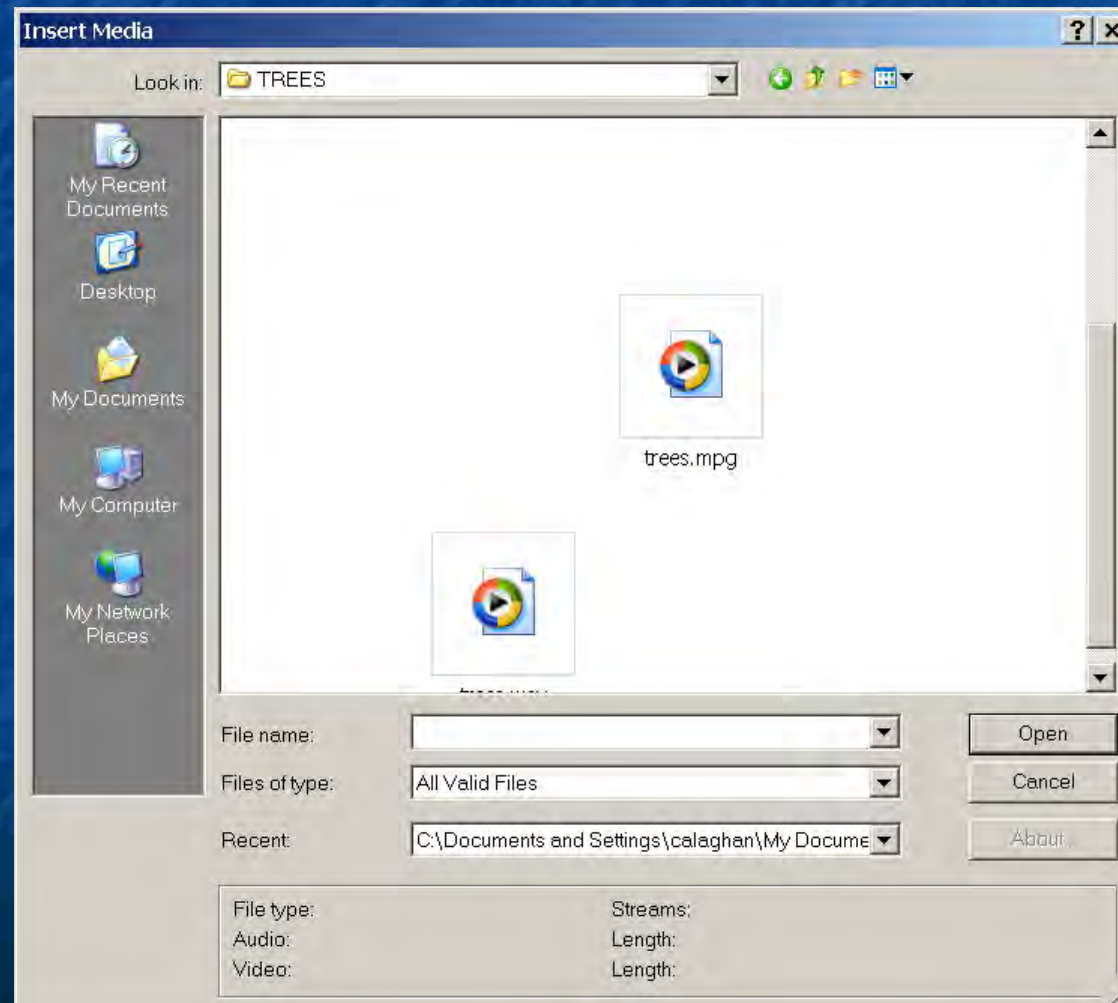 Insert Media
Look in: TREES
My Recent
Documents
Desktop
My Documents
My Computer
My Network
Places
trees.mpg
File name:
Open
Files of type: All Valid Files
Cancel
Recent: C:\Documents and Settings\calaghan\My Docume
About...
File type: Streams:
Audio: Length:
Video: Length: